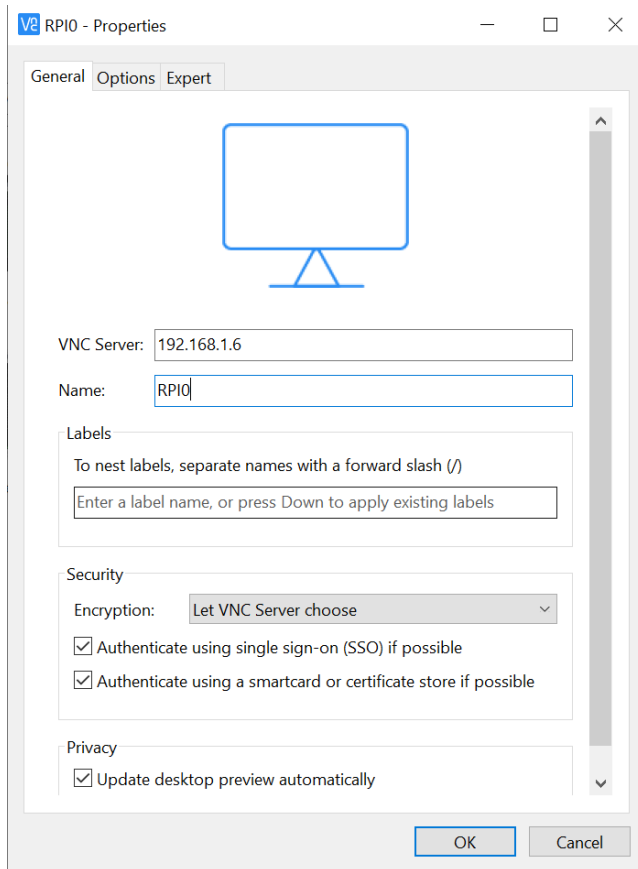 RPI0 - Properties
General Options Expert
VNC Server: 192.168.1.6
Name: RPI0
Labels
To nest labels, separate names with a forward slash (/)
Enter a label name, or press Down to apply existing labels
Security
Encryption: Let VNC Server choose
Authenticate using single sign-on (SSO) if possible
Authenticate using a smartcard or certificate store if possible
Privacy
Update desktop preview automatically
OK Cancel